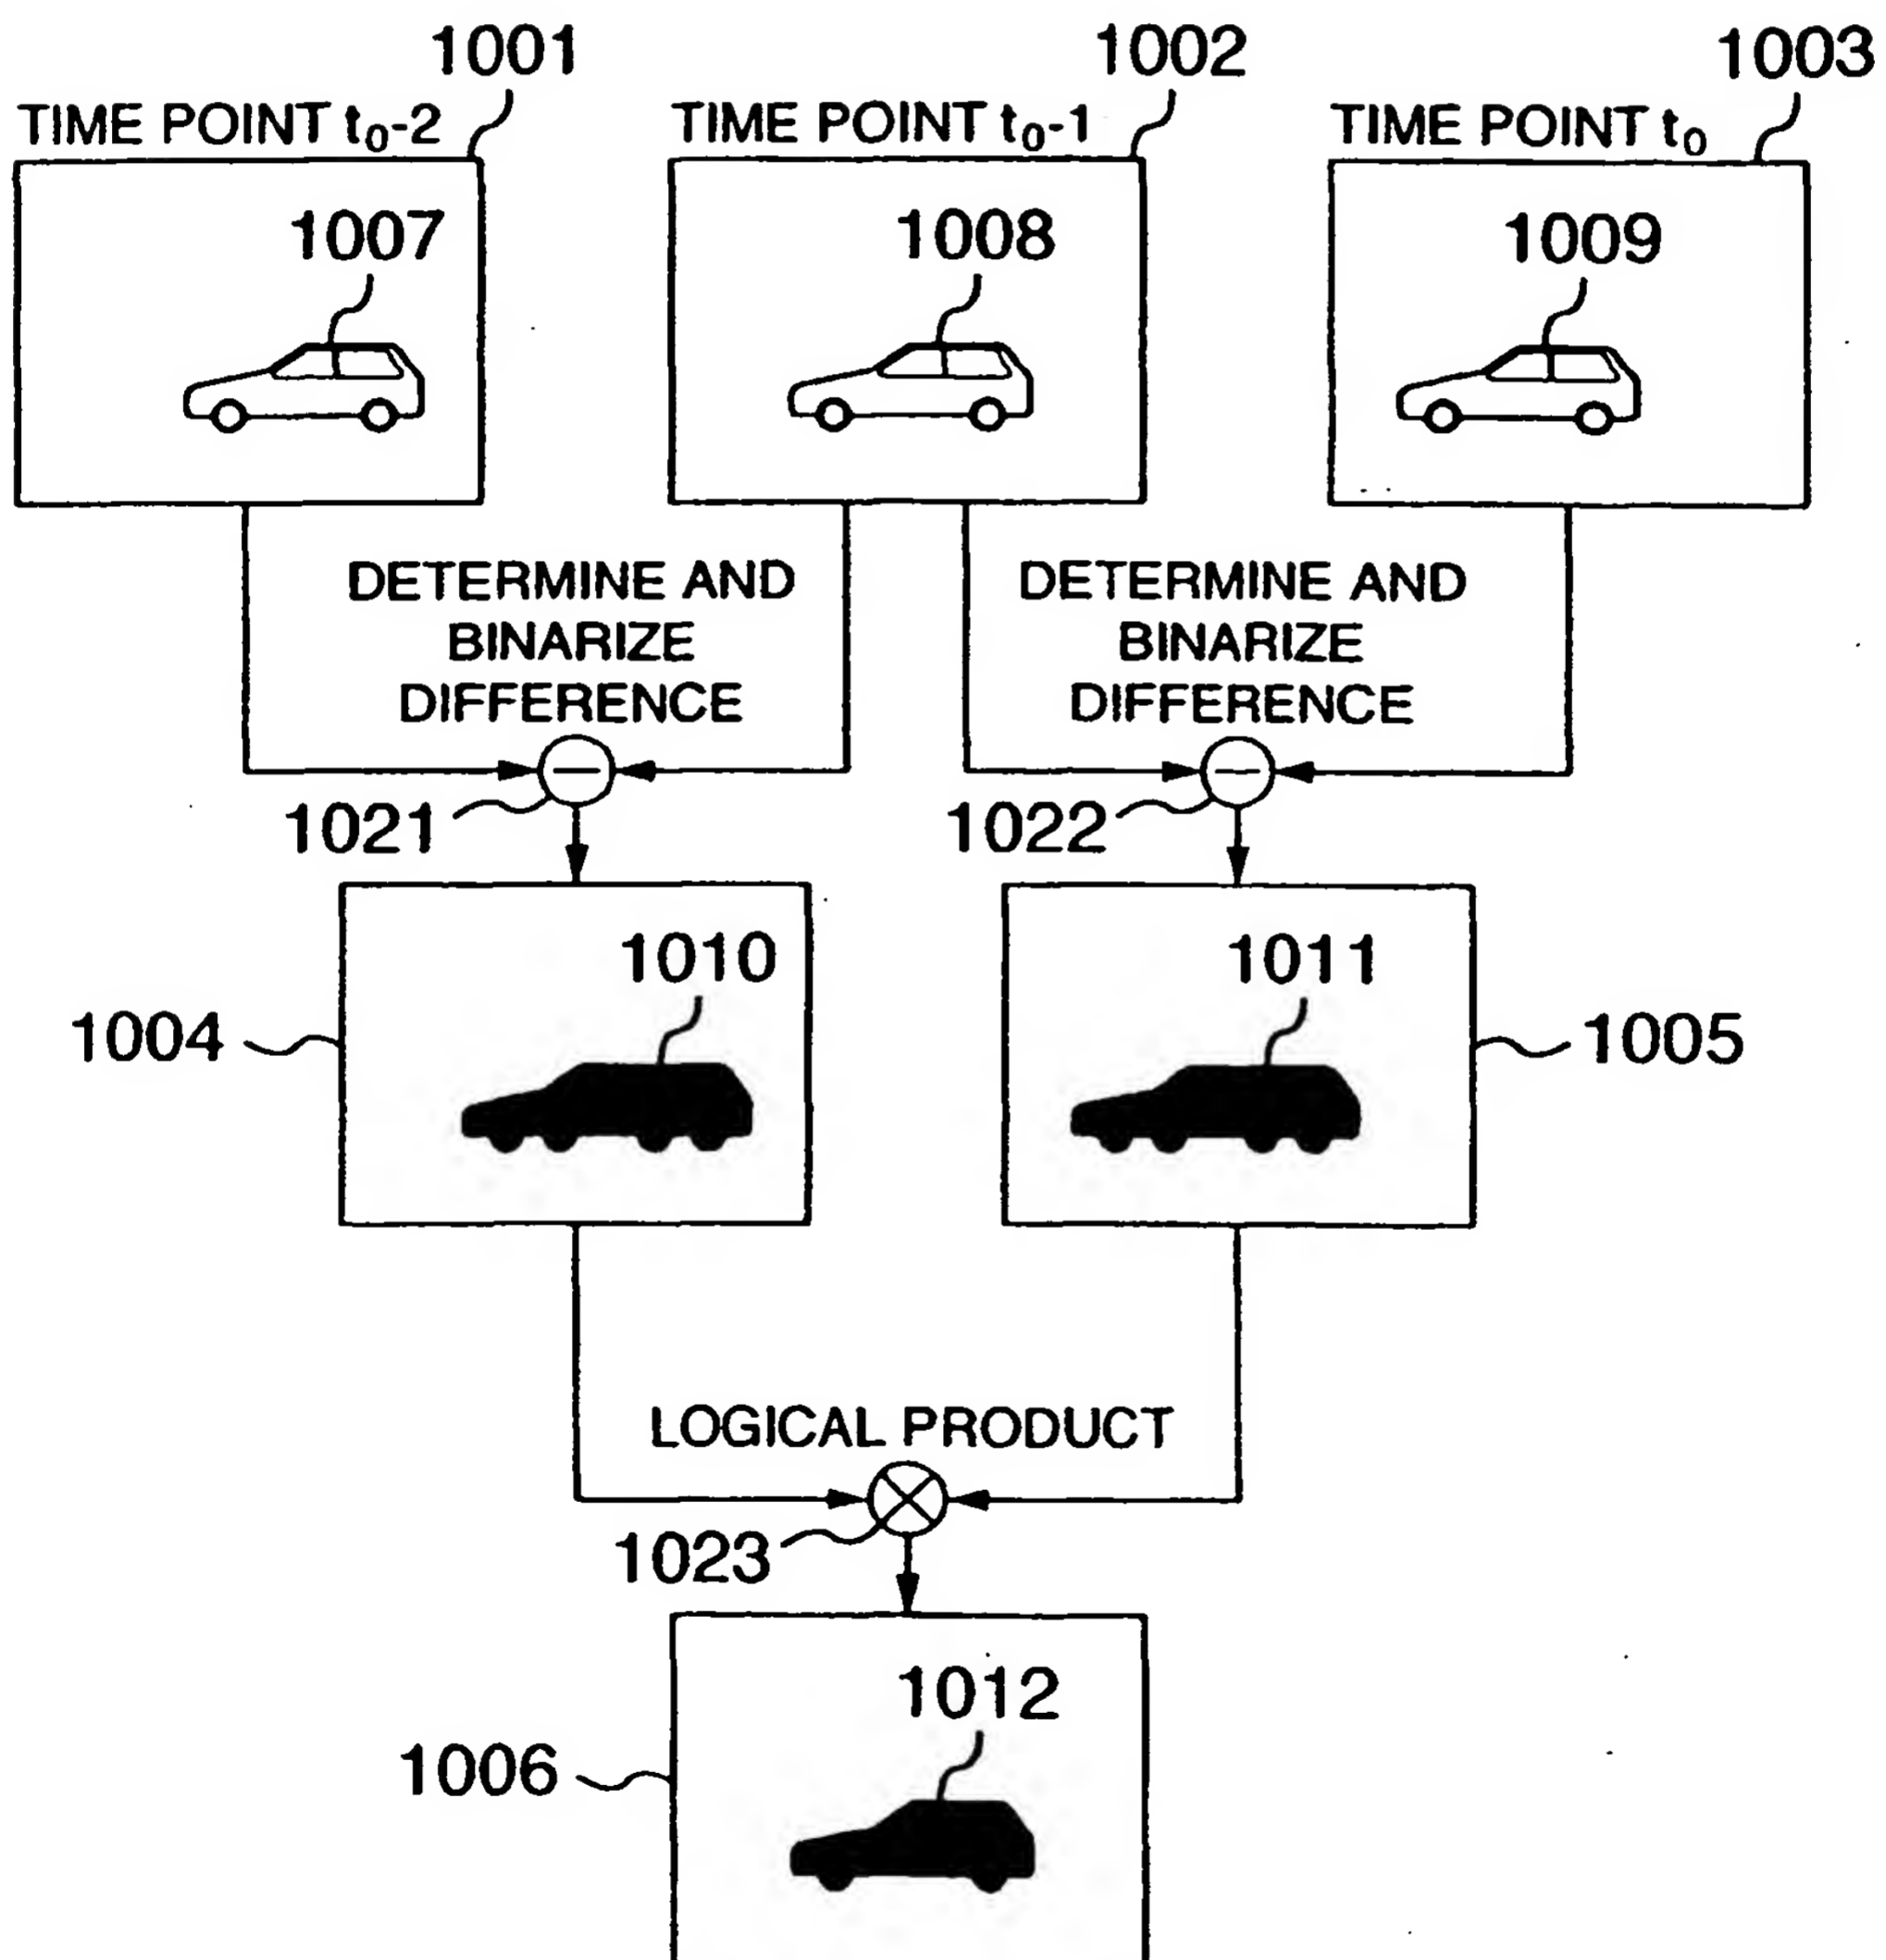 1001
1002
1003
TIME POINT t₀-2
TIME POINT t₀-1
TIME POINT t₀
1007
1008
1009
DETERMINE AND
BINARIZE
DIFFERENCE
DETERMINE AND
BINARIZE
DIFFERENCE
1021
1022
1010
1011
1004
1005
LOGICAL PRODUCT
1023
1012
1006